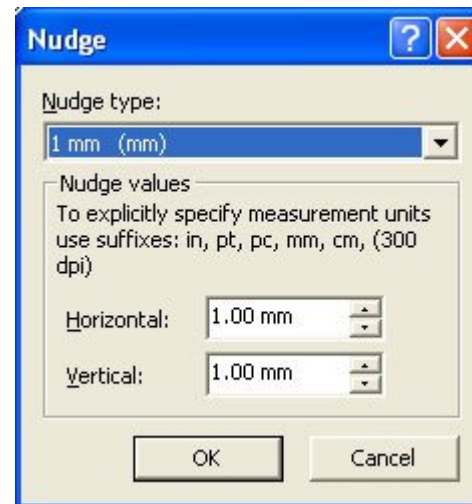 Nudge
Nudge type:
1 mm (mm)
Nudge values
To explicitly specify measurement units
use suffixes: in, pt, pc, mm, cm, (300
dpi)
Horizontal: 1.00 mm
Vertical: 1.00 mm
OK Cancel